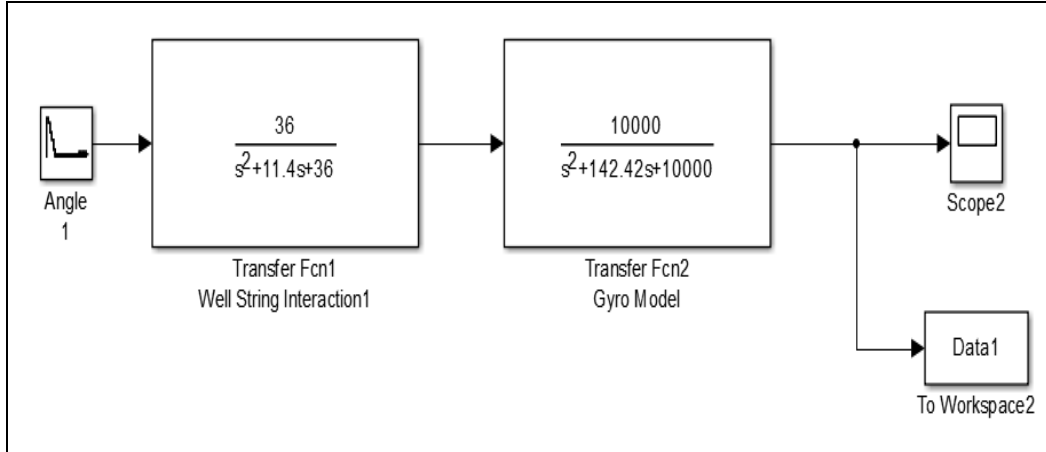 Angle
1
36
s²+11.4s+36
Transfer Fcn1
Well String Interaction1
10000
s²+142.42s+10000
Transfer Fcn2
Gyro Model
Scope2
Data1
To Workspace2